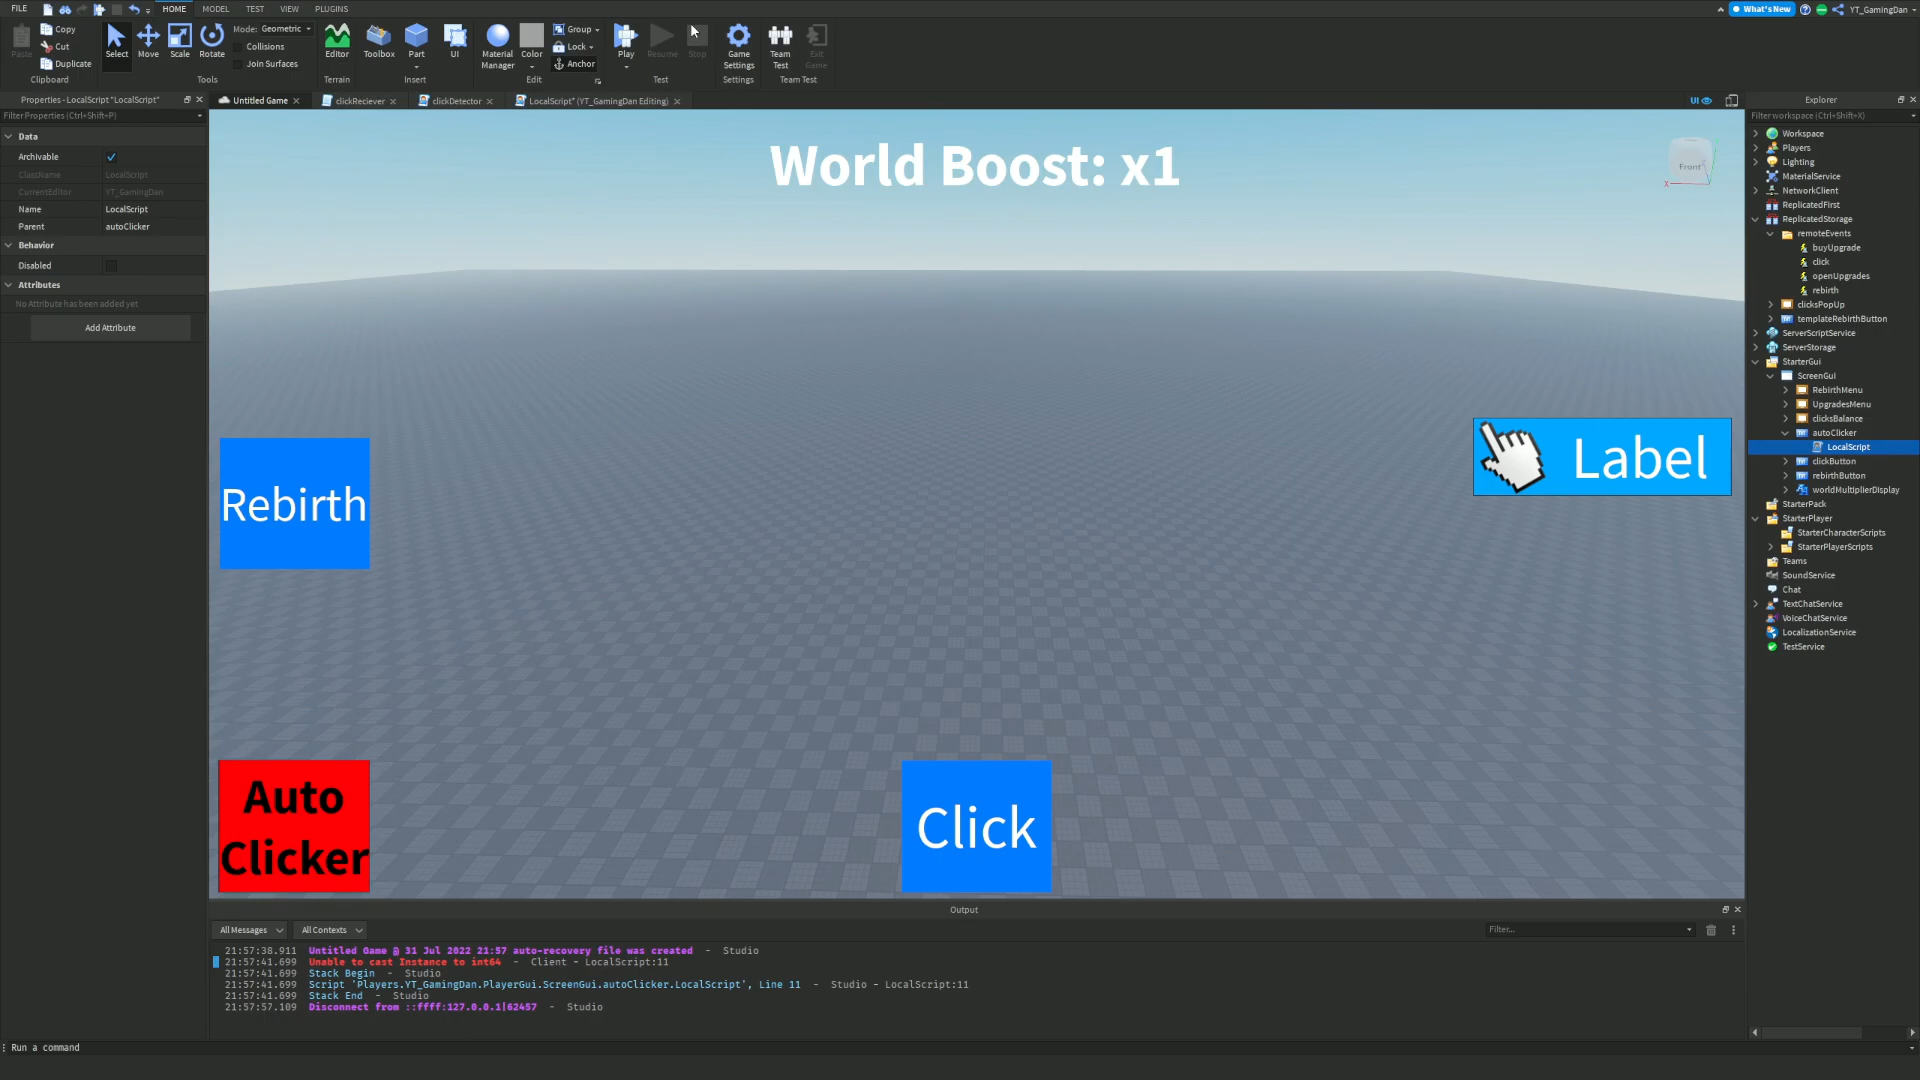 FILE HOME MODEL TEST VIEW PLUGINS What's New YT_GamingDan
Paste Copy Cut Duplicate Clipboard
Select Move Scale Rotate Mode: Geometric Collisions Join Surfaces Tools
Editor Terrain
Toolbox Part UI Insert
Material Manager Color Group Lock Anchor Edit
Play Resume Stop Test
Game Settings Settings
Team Test Exit Game Team Test
Properties - LocalScript "LocalScript"
Filter Properties (Ctrl+Shift+P)
Data
Archivable
ClassName LocalScript
CurrentEditor YT_GamingDan
Name LocalScript
Parent autoClicker
Behavior
Disabled
Attributes
No Attribute has been added yet
Add Attribute
Untitled Game clickReciever clickDetector LocalScript* (YT_GamingDan Editing) UI
World Boost: x1
Front
X
Rebirth
Label
Auto
Clicker
Click
Explorer
Filter workspace (Ctrl+Shift+X)
Workspace
Players
Lighting
MaterialService
NetworkClient
ReplicatedFirst
ReplicatedStorage
remoteEvents
buyUpgrade
click
openUpgrades
rebirth
clicksPopUp
templateRebirthButton
ServerScriptService
ServerStorage
StarterGui
ScreenGui
RebirthMenu
UpgradesMenu
clicksBalance
autoClicker
LocalScript
clickButton
rebirthButton
worldMultiplierDisplay
StarterPack
StarterPlayer
StarterCharacterScripts
StarterPlayerScripts
Teams
SoundService
Chat
TextChatService
VoiceChatService
LocalizationService
TestService
Output
All Messages All Contexts Filter...
21:57:38.911 Untitled Game @ 31 Jul 2022 21:57 auto-recovery file was created - Studio
21:57:41.699 Unable to cast Instance to int64 - Client - LocalScript:11
21:57:41.699 Stack Begin - Studio
21:57:41.699 Script 'Players.YT_GamingDan.PlayerGui.ScreenGui.autoClicker.LocalScript', Line 11 - Studio - LocalScript:11
21:57:41.699 Stack End - Studio
21:57:57.109 Disconnect from ::ffff:127.0.0.1|62457 - Studio
Run a command